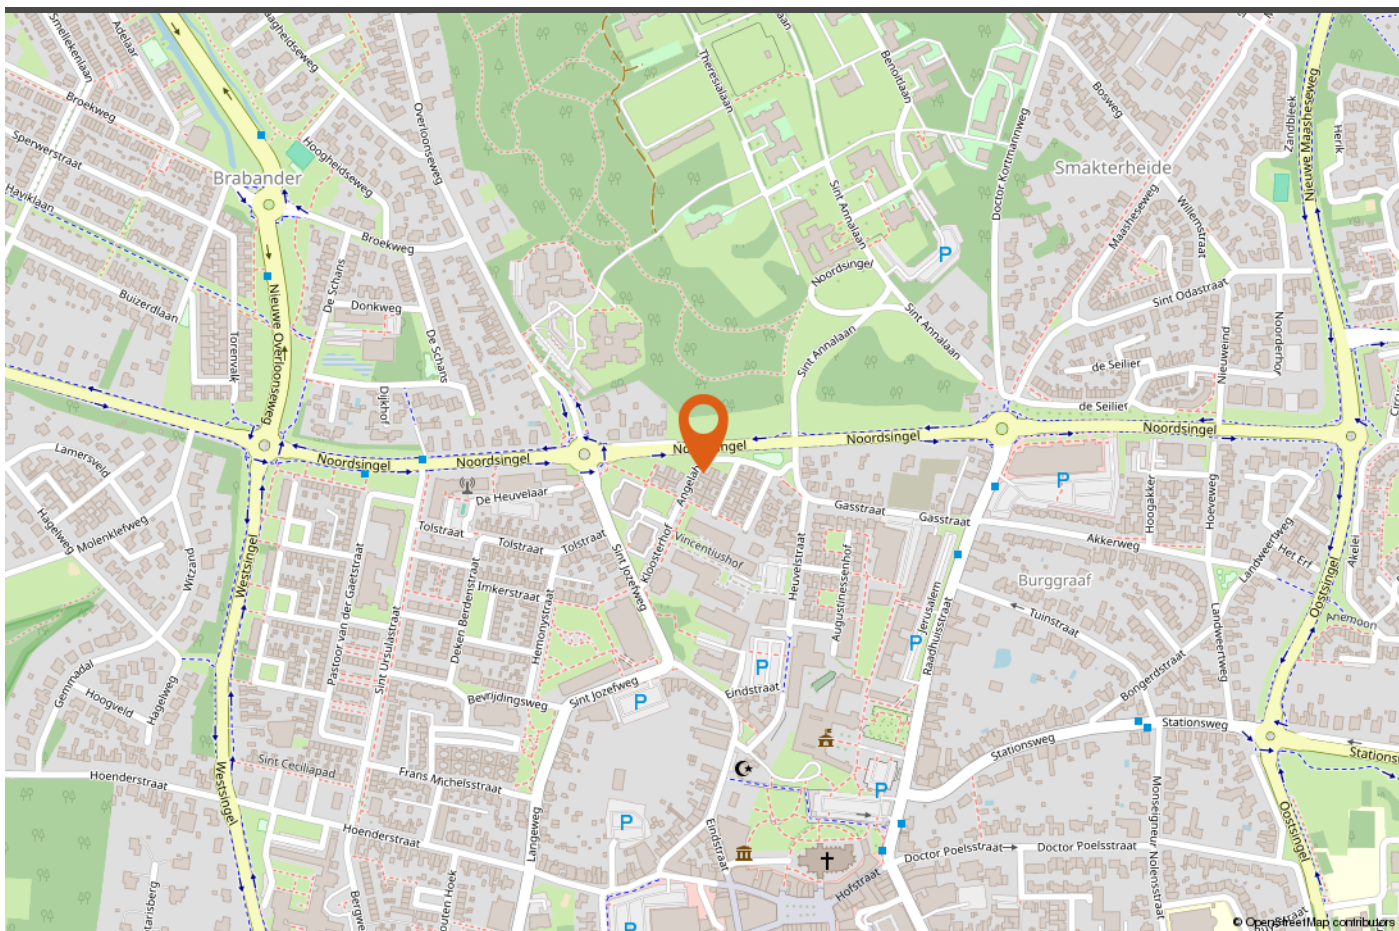 Smellekenlaan
Adelaar
Hoogheidseweg
Broekweg
Sperwerstraat
Haviklaan
Brabander
Hoogheidseweg
Overloonseweg
Broekweg
Buizerdlaan
De Schans
Donkweg
De Schans
Torenvalk
Nieuwe Overloonseweg
Dijkhof
Theresialaan
Benoitlaan
Sint Annalaan
Noordsingel
P
Sint Annalaan
Sint Annalaan
Doctor Kortmannweg
Bosweg
Smakterheide
Maasheseweg
Willemstraat
Zandbleek
Nieuwe Maasheseweg
Herik
Sint Odastraat
Nieuweind
Noorderhof
de Seilier
de Seilier
Noordsingel
Noordsingel
Noordsingel
Noordsingel
Noordsingel
Lamersveld
Hagelweg
Molenklefweg
Witzand
Westsingel
De Heuvelaar
Tolstraat
Tolstraat
Tolstraat
Imkerstraat
Pastoor van der Gaetstraat
Sint Ursulastraat
Deken Berdenstraat
Hemonystraat
Sint Jozefweg
Kloosterhof
Vincentiushof
Heuvelstraat
Augustinessenhof
Gasstraat
Gasstraat
P
Hoogakker
Hoeveweg
Akkerweg
Landweertweg
Het Erf
Akelei
Burggraaf
Tuinstraat
Jerusalem
Raadhuisstraat
P
Landweertweg
Oostsingel
Anemoon
Bongerdstraat
Gemmadal
Hoogveld
Hagelweg
Bevrijdingsweg
Sint Jozefweg
P
P
Eindstraat
Stationsweg
Stationsweg
Sint Ceciliapad
Hoenderstraat
Westsingel
Frans Michelsstraat
Hoenderstraat
Langeweg
P
P
Eindstraat
Doctor Poelsstraat
Doctor Poelsstraat
Monseigneur Nolensstraat
Oostsingel
Hofstraat
P
© OpenStreetMap contributors